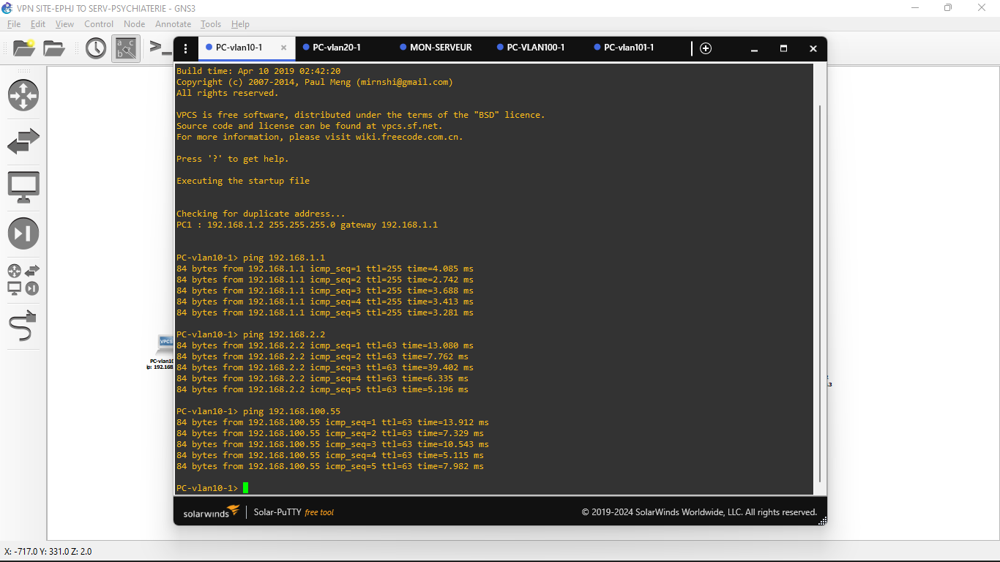 VPN SITE-EPHJ TO SERV-PSYCHIATERIE - GNS3
File Edit View Control Node Annotate Tools Help
PC-vlan10-1
PC-vlan20-1
MON-SERVEUR
PC-VLAN100-1
PC-vlan101-1
Build time: Apr 10 2019 02:42:20
Copyright (c) 2007-2014, Paul Meng (mirnshi@gmail.com)
All rights reserved.
VPCS is free software, distributed under the terms of the "BSD" licence.
Source code and license can be found at vpcs.sf.net.
For more information, please visit wiki.freecode.com.cn.
Press '?' to get help.
Executing the startup file
Checking for duplicate address...
PC1 : 192.168.1.2 255.255.255.0 gateway 192.168.1.1
PC-vlan10-1> ping 192.168.1.1
84 bytes from 192.168.1.1 icmp_seq=1 ttl=255 time=4.085 ms
84 bytes from 192.168.1.1 icmp_seq=2 ttl=255 time=2.742 ms
84 bytes from 192.168.1.1 icmp_seq=3 ttl=255 time=3.688 ms
84 bytes from 192.168.1.1 icmp_seq=4 ttl=255 time=3.413 ms
84 bytes from 192.168.1.1 icmp_seq=5 ttl=255 time=3.281 ms
PC-vlan10-1> ping 192.168.2.2
84 bytes from 192.168.2.2 icmp_seq=1 ttl=63 time=13.080 ms
84 bytes from 192.168.2.2 icmp_seq=2 ttl=63 time=7.762 ms
84 bytes from 192.168.2.2 icmp_seq=3 ttl=63 time=39.402 ms
84 bytes from 192.168.2.2 icmp_seq=4 ttl=63 time=6.335 ms
84 bytes from 192.168.2.2 icmp_seq=5 ttl=63 time=5.196 ms
PC-vlan10-1> ping 192.168.100.55
84 bytes from 192.168.100.55 icmp_seq=1 ttl=63 time=13.912 ms
84 bytes from 192.168.100.55 icmp_seq=2 ttl=63 time=7.329 ms
84 bytes from 192.168.100.55 icmp_seq=3 ttl=63 time=10.543 ms
84 bytes from 192.168.100.55 icmp_seq=4 ttl=63 time=5.115 ms
84 bytes from 192.168.100.55 icmp_seq=5 ttl=63 time=7.982 ms
PC-vlan10-1>
VPCS
PC-vlan10
ip: 192.168
solarwinds Solar-PuTTY free tool
© 2019-2024 SolarWinds Worldwide, LLC. All rights reserved.
X: -717.0 Y: 331.0 Z: 2.0